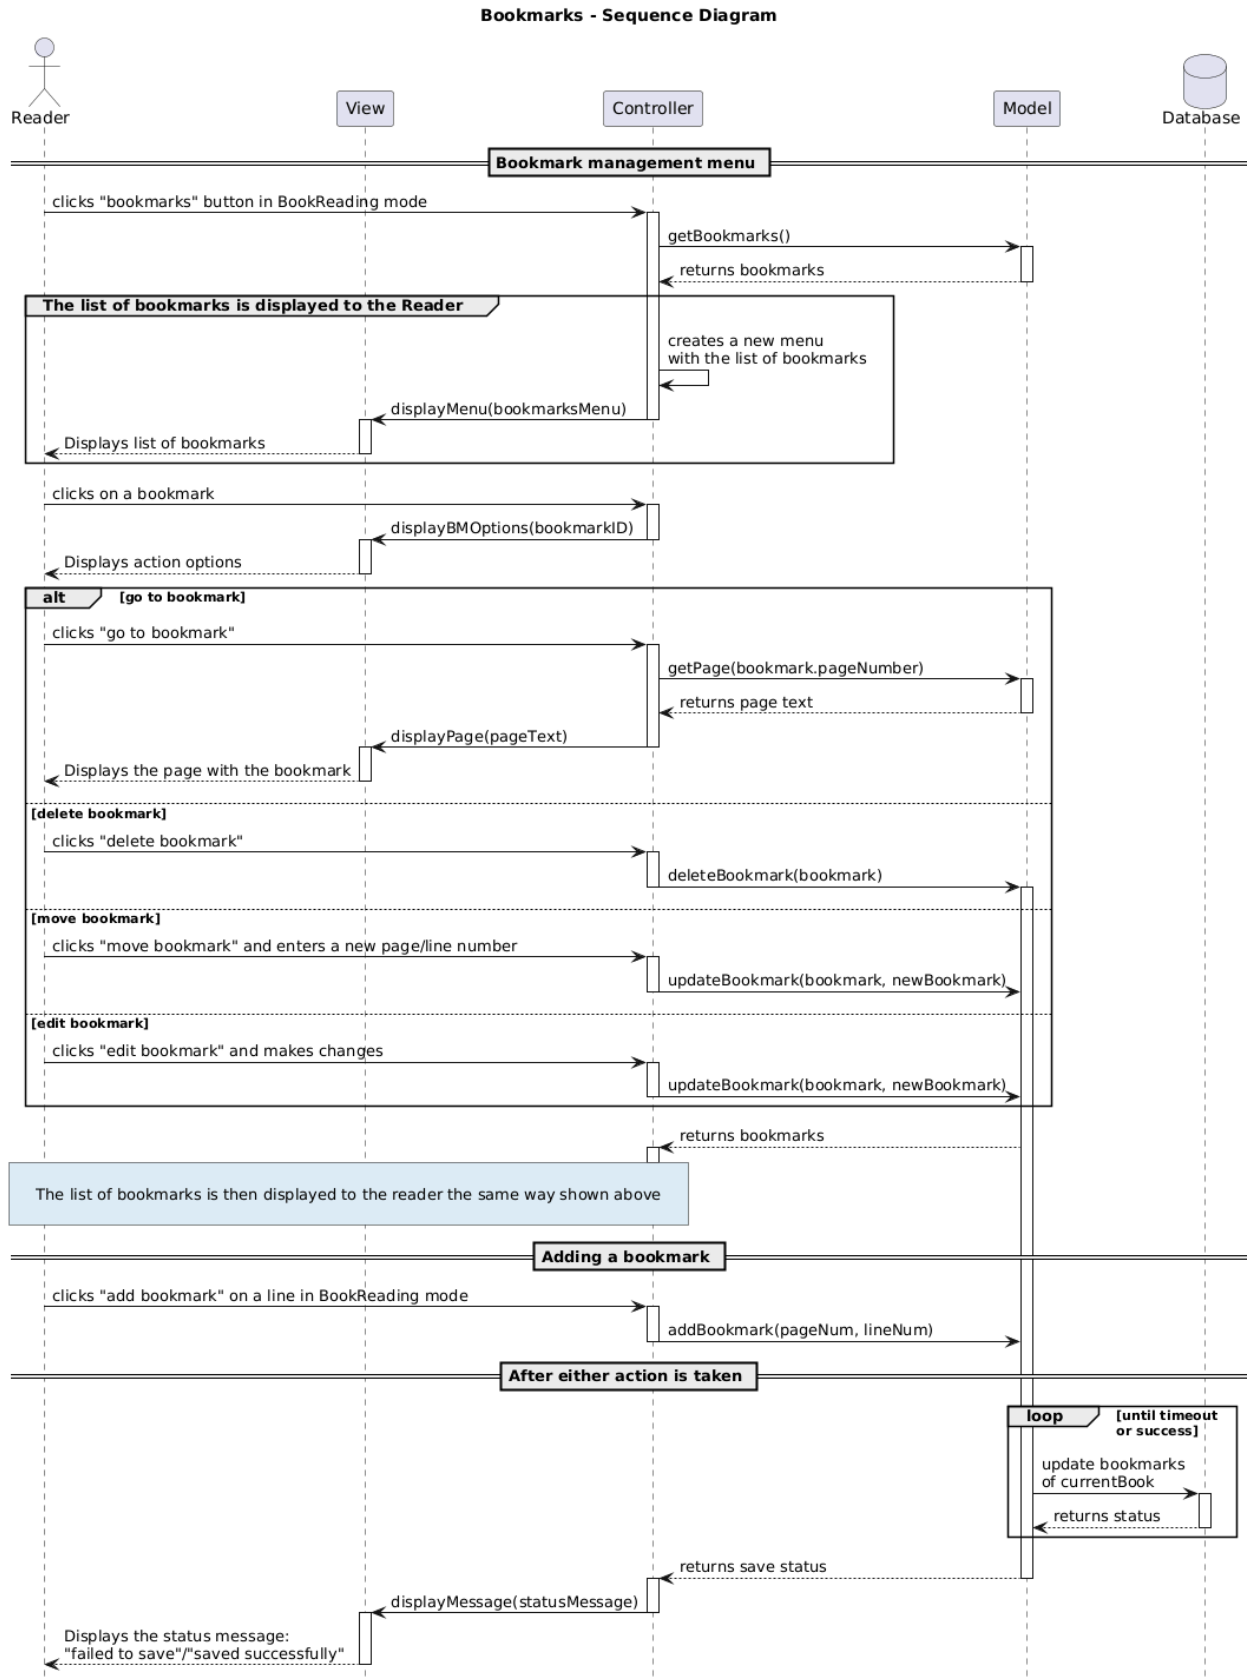 Bookmarks - Sequence Diagram
Reader
View
Controller
Model
Database
Bookmark management menu
clicks "bookmarks" button in BookReading mode
getBookmarks()
returns bookmarks
The list of bookmarks is displayed to the Reader
creates a new menu
with the list of bookmarks
displayMenu(bookmarksMenu)
Displays list of bookmarks
clicks on a bookmark
displayBMOptions(bookmarkID)
Displays action options
alt
[go to bookmark]
clicks "go to bookmark"
getPage(bookmark.pageNumber)
returns page text
displayPage(pageText)
Displays the page with the bookmark
[delete bookmark]
clicks "delete bookmark"
deleteBookmark(bookmark)
[move bookmark]
clicks "move bookmark" and enters a new page/line number
updateBookmark(bookmark, newBookmark)
[edit bookmark]
clicks "edit bookmark" and makes changes
updateBookmark(bookmark, newBookmark)
returns bookmarks
The list of bookmarks is then displayed to the reader the same way shown above
Adding a bookmark
clicks "add bookmark" on a line in BookReading mode
addBookmark(pageNum, lineNum)
After either action is taken
loop
[until timeout
or success]
update bookmarks
of currentBook
returns status
returns save status
displayMessage(statusMessage)
Displays the status message:
"failed to save"/"saved successfully"